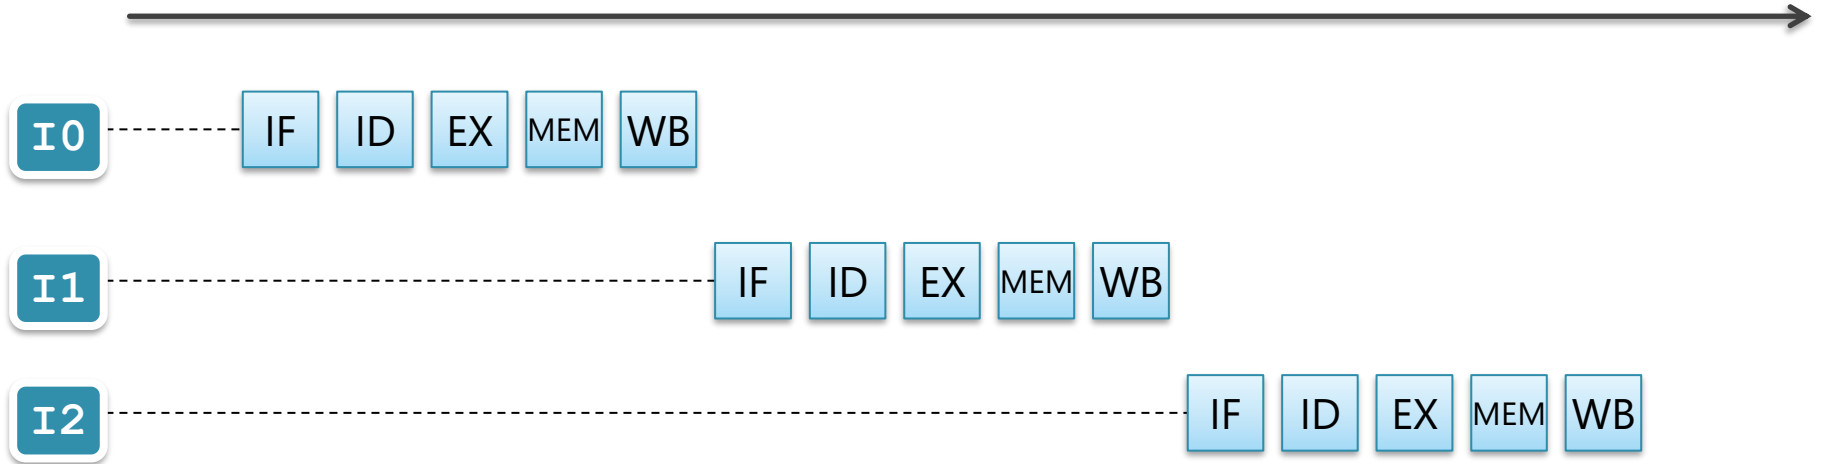 I0 IF ID EX MEM WB
I1 IF ID EX MEM WB
I2 IF ID EX MEM WB